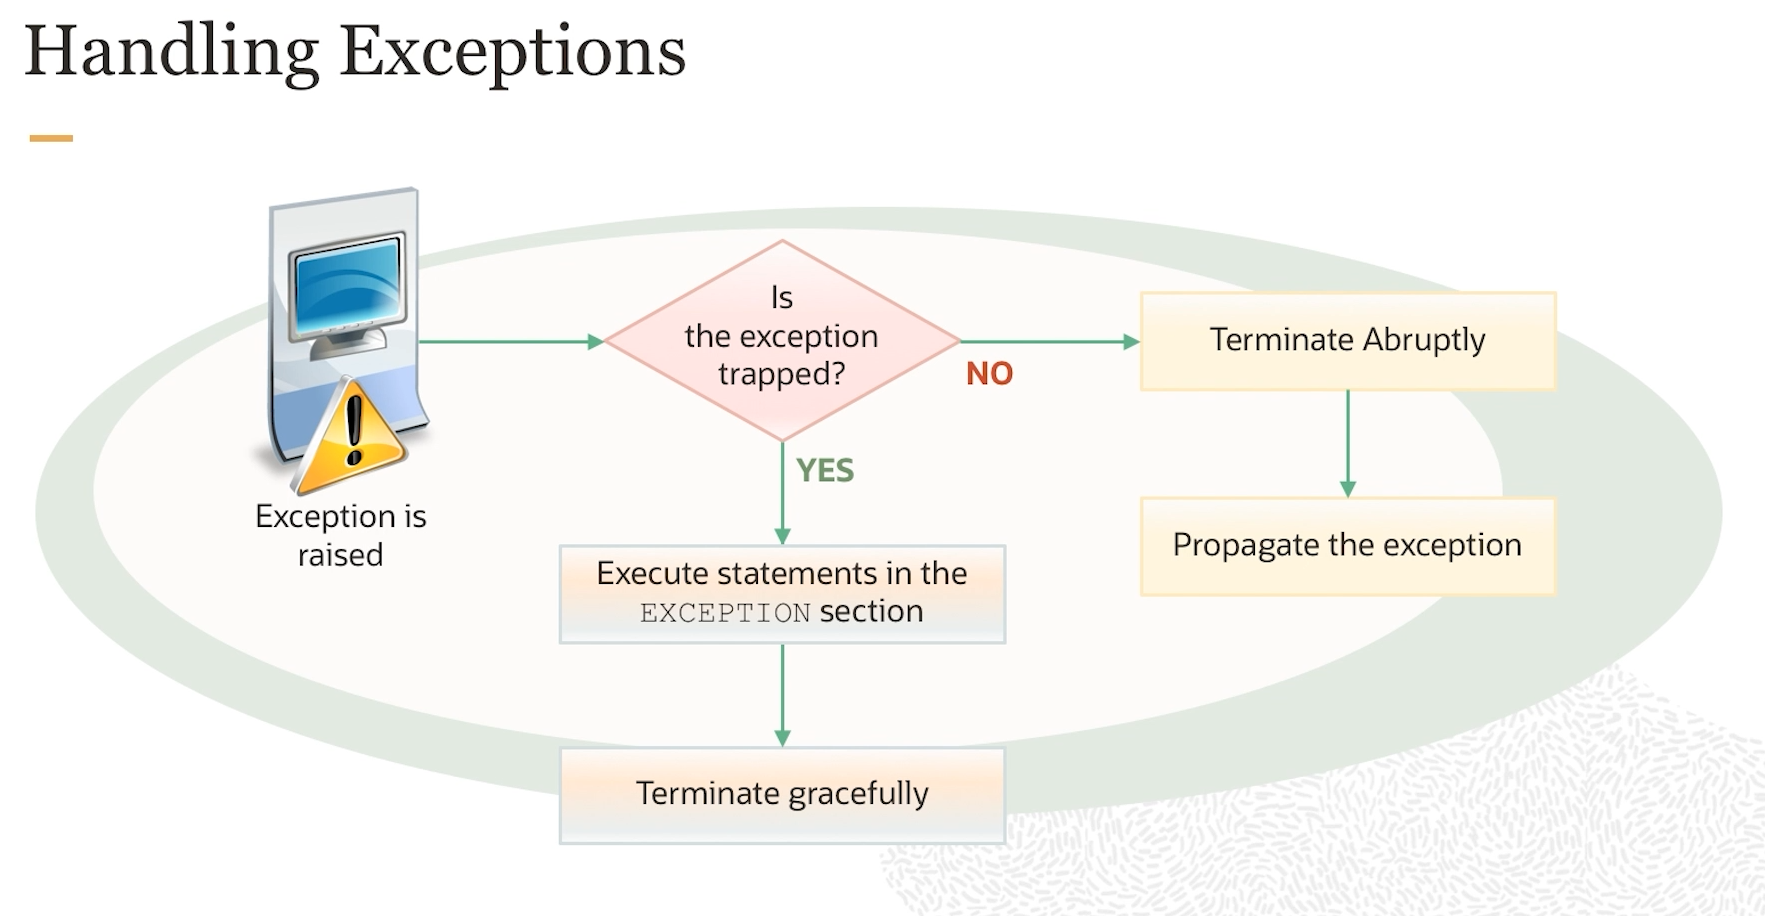 Handling Exceptions
Is
the exception
trapped?
NO
Terminate Abruptly
YES
Exception is
raised
Execute statements in the
EXCEPTION section
Propagate the exception
Terminate gracefully